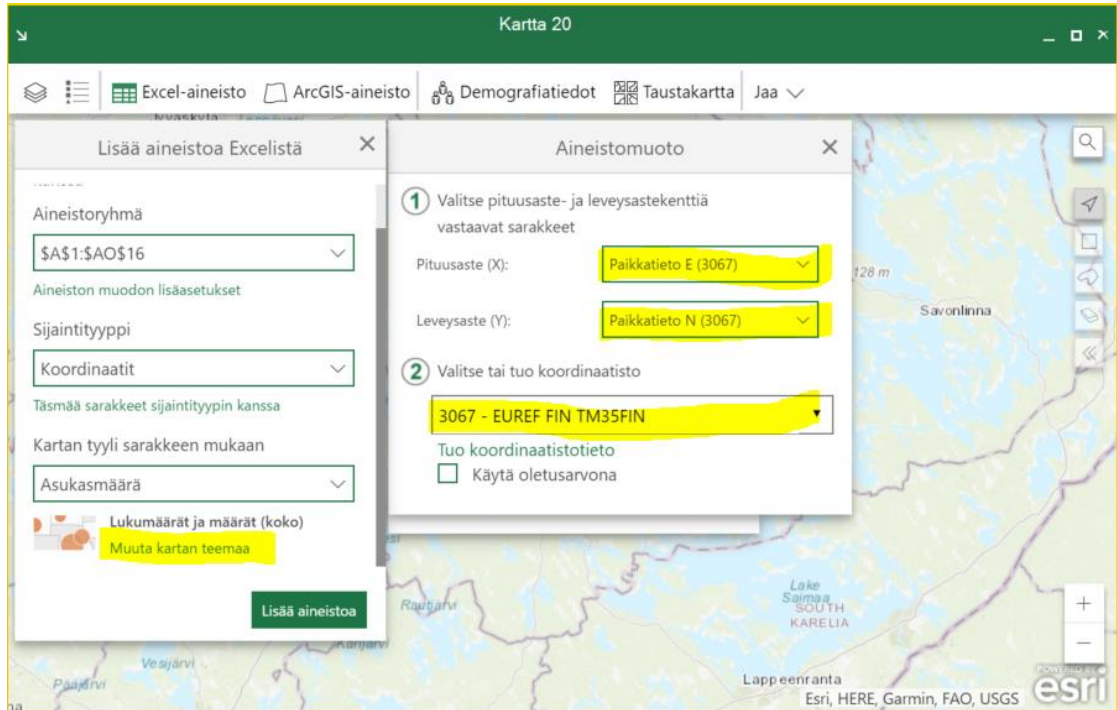 Kartta 20
Excel-aineisto
ArcGIS-aineisto
Demografiatiedot
Taustakartta
Jaa
Lisää aineistoa Excelistä
Aineistoryhmä
$A$1:$AO$16
Aineiston muodon lisäasetukset
Sijaintityyppi
Koordinaatit
Täsmää sarakkeet sijaintityypin kanssa
Kartan tyyli sarakkeen mukaan
Asukasmäärä
Lukumäärät ja määrät (koko)
Muuta kartan teemaa
Lisää aineistoa
Aineistomuoto
1 Valitse pituusaste- ja leveysastekenttiä
vastaavat sarakkeet
Pituusaste (X):
Paikkatieto E (3067)
Leveysaste (Y):
Paikkatieto N (3067)
2 Valitse tai tuo koordinaatisto
3067 - EUREF FIN TM35FIN
Tuo koordinaatistotieto
Käytä oletusarvona
128 m
Savonlinna
Lake
Saimaa
SOUTH
KARELIA
Rautjärvi
Vesijärvi
Lappeenranta
Esri, HERE, Garmin, FAO, USGS
POWERED BY
esri